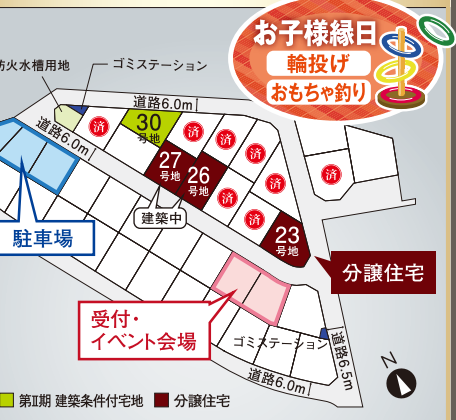 お子様縁日
輪投げ
おもちゃ釣り
防火水槽用地
ゴミステーション
道路6.0m
道路6.0m
済
30
号地
済
済
済
27
号地
26
号地
済
済
済
済
建築中
23
号地
駐車場
分譲住宅
受付・
イベント会場
ゴミステーション
道路6.5m
道路6.0m
N
第Ⅱ期 建築条件付宅地
分譲住宅